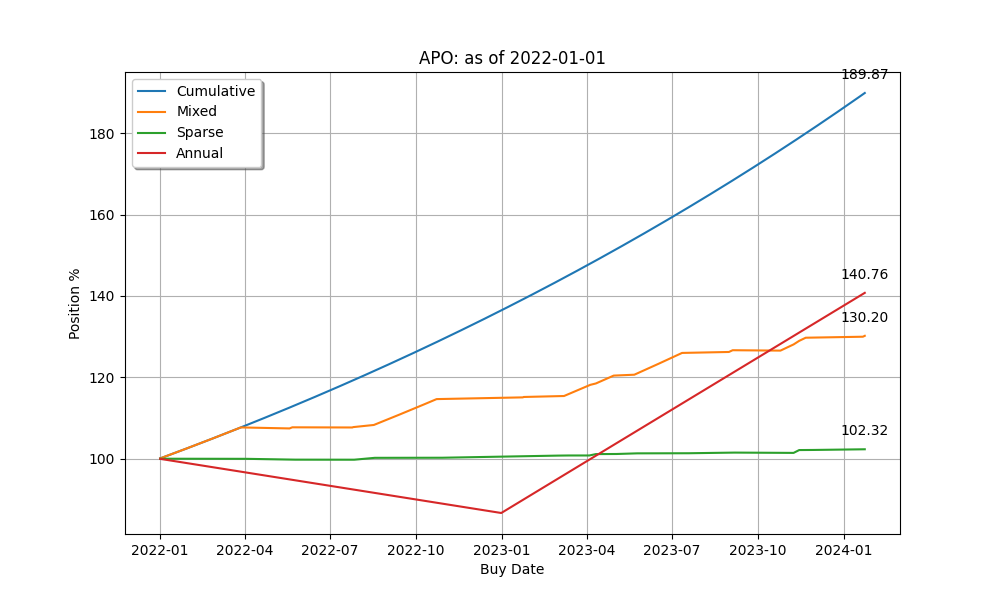 APO: as of 2022-01-01
189.87
Cumulative
Mixed
Sparse
Annual
180
160
140
120
100
140.76
130.20
102.32
Position %
2022-01 2022-04 2022-07 2022-10 2023-01 2023-04 2023-07 2023-10 2024-01
Buy Date